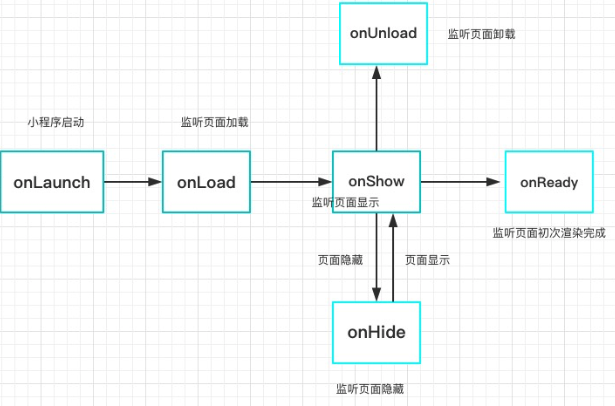 onUnload
监听页面卸载
小程序启动
监听页面加载
onLaunch
onLoad
onShow
onReady
监听页面显示
监听页面初次渲染完成
页面隐藏
页面显示
onHide
监听页面隐藏